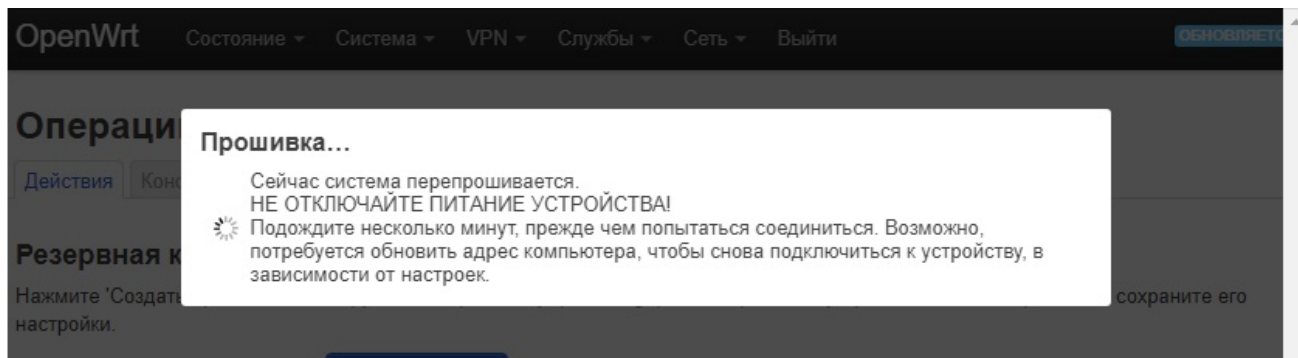 OpenWrt Состояние Система VPN Службы Сеть Выйти ОБНОВЛЯЕТС
Операци
Прошивка...
Действия Конс
Сейчас система перепрошивается.
НЕ ОТКЛЮЧАЙТЕ ПИТАНИЕ УСТРОЙСТВА!
Подождите несколько минут, прежде чем попытаться соединиться. Возможно,
потребуется обновить адрес компьютера, чтобы снова подключиться к устройству, в
зависимости от настроек.
Резервная к
Нажмите 'Создать сохраните его
настройки.